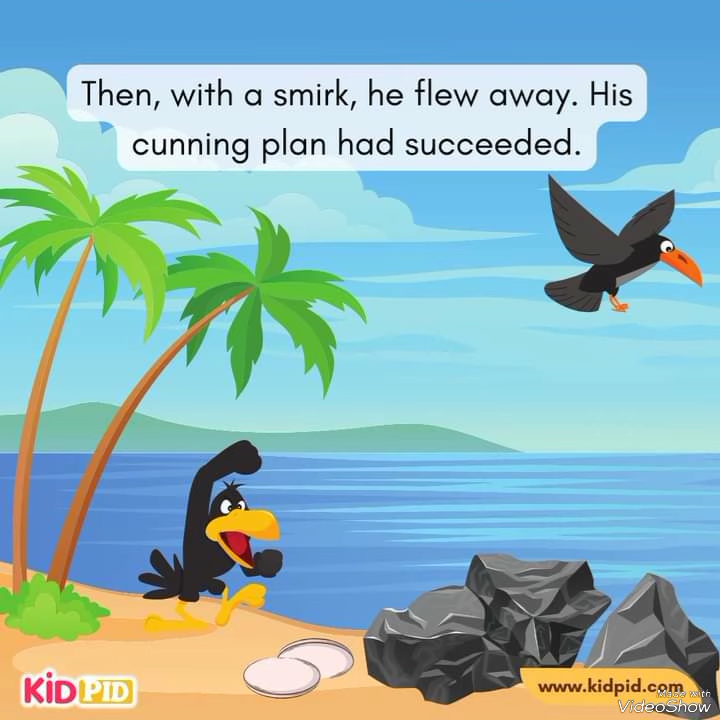 Then, with a smirk, he flew away. His
cunning plan had succeeded.
KIDPID
www.kidpid.com
Made with
VideoShow